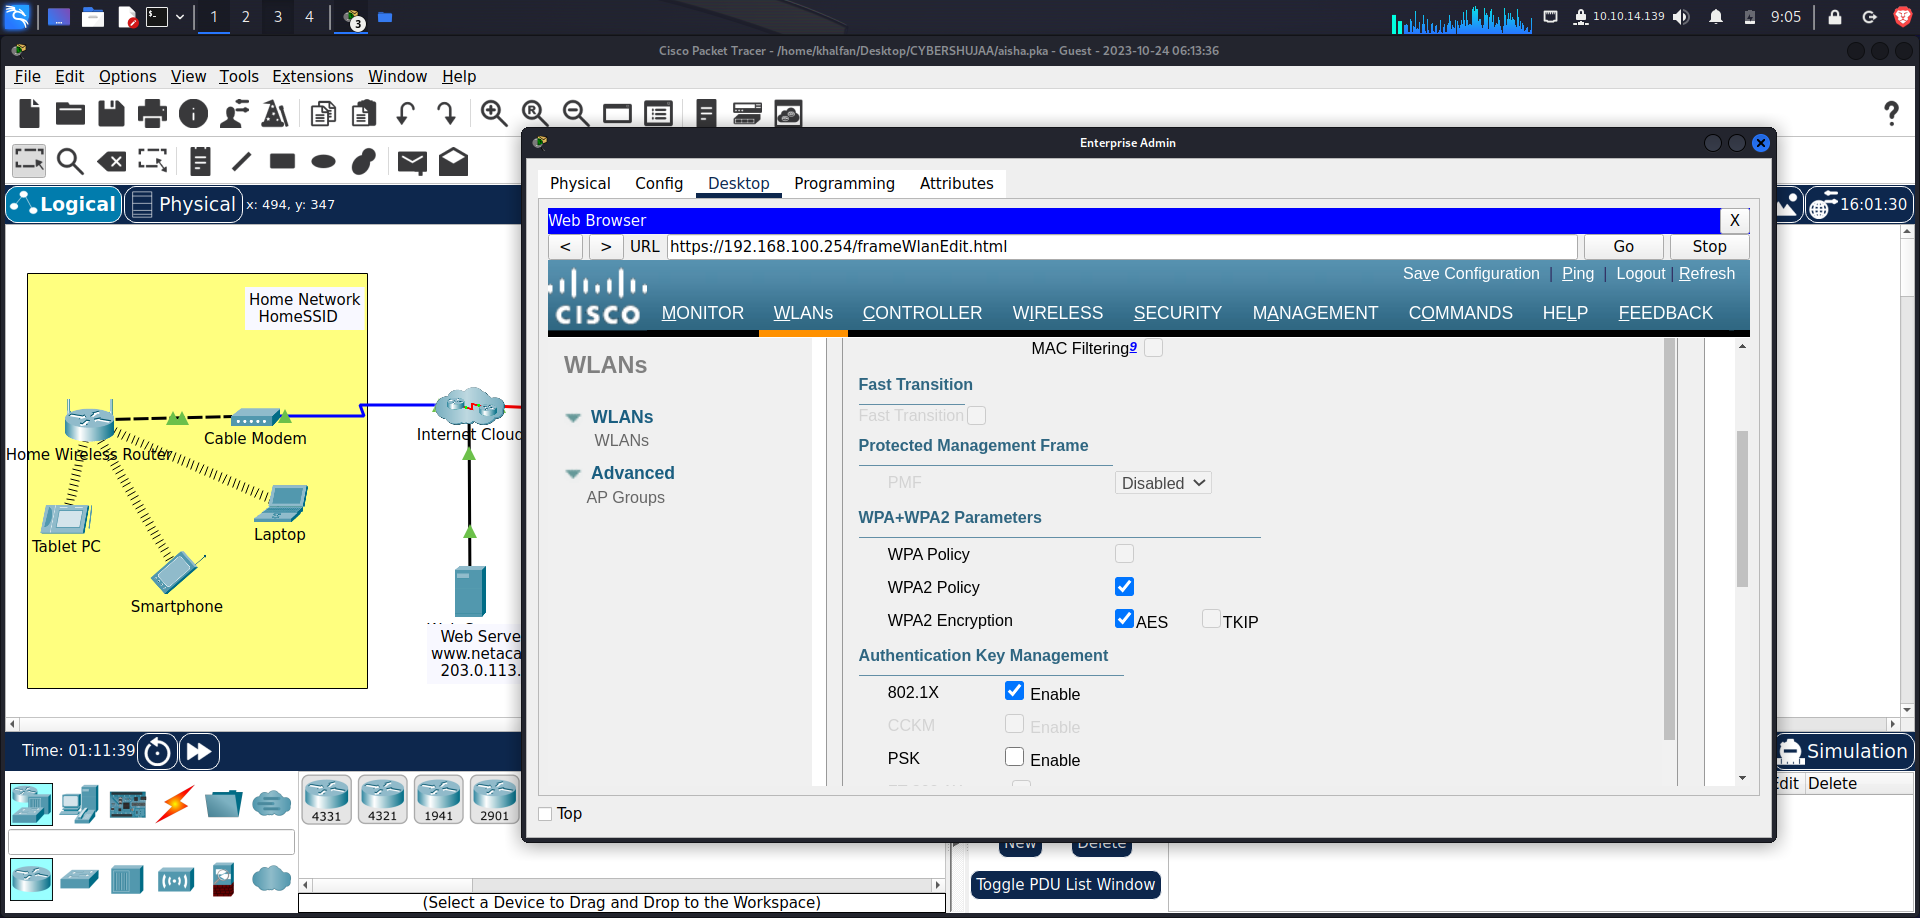 1 2 3 4 3 10.10.14.139 9:05
Cisco Packet Tracer - /home/khalfan/Desktop/CYBERSHUJAA/aisha.pka - Guest - 2023-10-24 06:13:36
File Edit Options View Tools Extensions Window Help
Enterprise Admin
Physical Config Desktop Programming Attributes
Logical Physical x: 494, y: 347
16:01:30
Web Browser X
< > URL https://192.168.100.254/frameWlanEdit.html Go Stop
Save Configuration | Ping | Logout | Refresh
CISCO MONITOR WLANs CONTROLLER WIRELESS SECURITY MANAGEMENT COMMANDS HELP FEEDBACK
WLANs
WLANs
WLANs
Advanced
AP Groups
MAC Filtering9
Fast Transition
Fast Transition
Protected Management Frame
PMF Disabled
WPA+WPA2 Parameters
WPA Policy
WPA2 Policy
WPA2 Encryption AES TKIP
Authentication Key Management
802.1X Enable
CCKM Enable
PSK Enable
Top
Home Network
HomeSSID
Cable Modem
Internet Cloud
Home Wireless Router
Tablet PC
Laptop
Smartphone
Web Serve
www.netaca
203.0.113.
Time: 01:11:39
Simulation
dit Delete
4331 4321 1941 2901
New Delete
Toggle PDU List Window
(Select a Device to Drag and Drop to the Workspace)